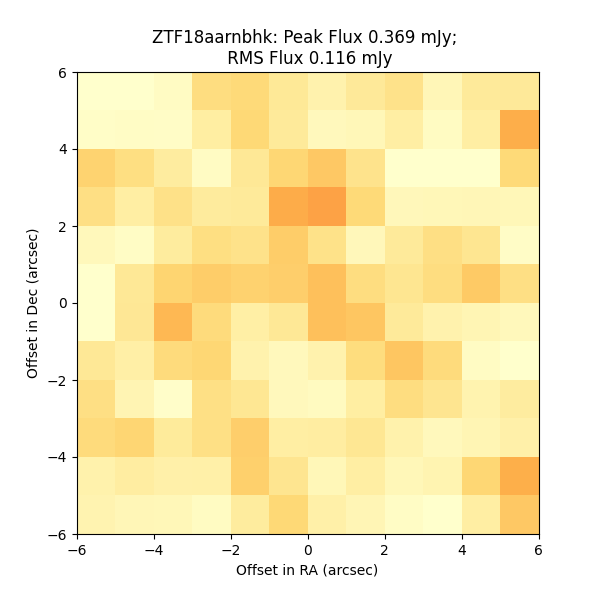 ZTF18aarnbhk: Peak Flux 0.369 mJy;
RMS Flux 0.116 mJy
6
4
2
0
−2
−4
−6
Offset in Dec (arcsec)
−6 −4 −2 0 2 4 6
Offset in RA (arcsec)